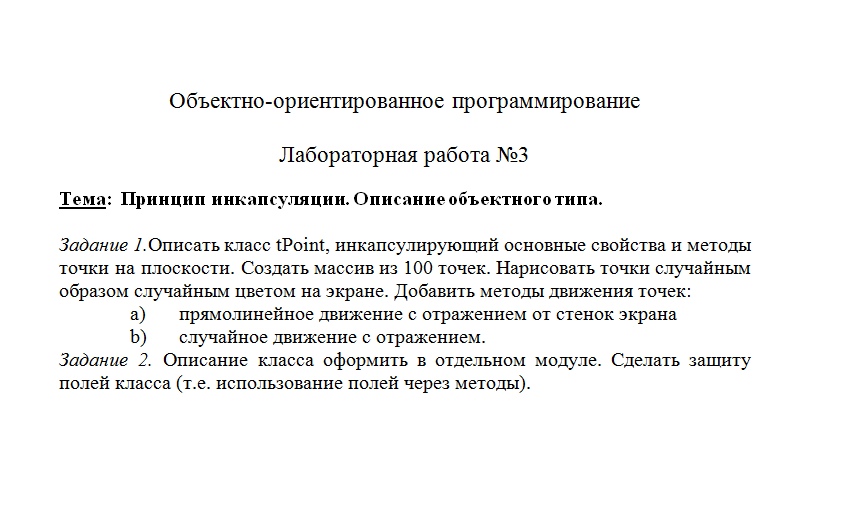 Объектно-ориентированное программирование
Лабораторная работа №3
Тема: Принцип инкапсуляции. Описание объектного типа.
Задание 1.Описать класс tPoint, инкапсулирующий основные свойства и методы
точки на плоскости. Создать массив из 100 точек. Нарисовать точки случайным
образом случайным цветом на экране. Добавить методы движения точек:
a) прямолинейное движение с отражением от стенок экрана
b) случайное движение с отражением.
Задание 2. Описание класса оформить в отдельном модуле. Сделать защиту
полей класса (т.е. использование полей через методы).